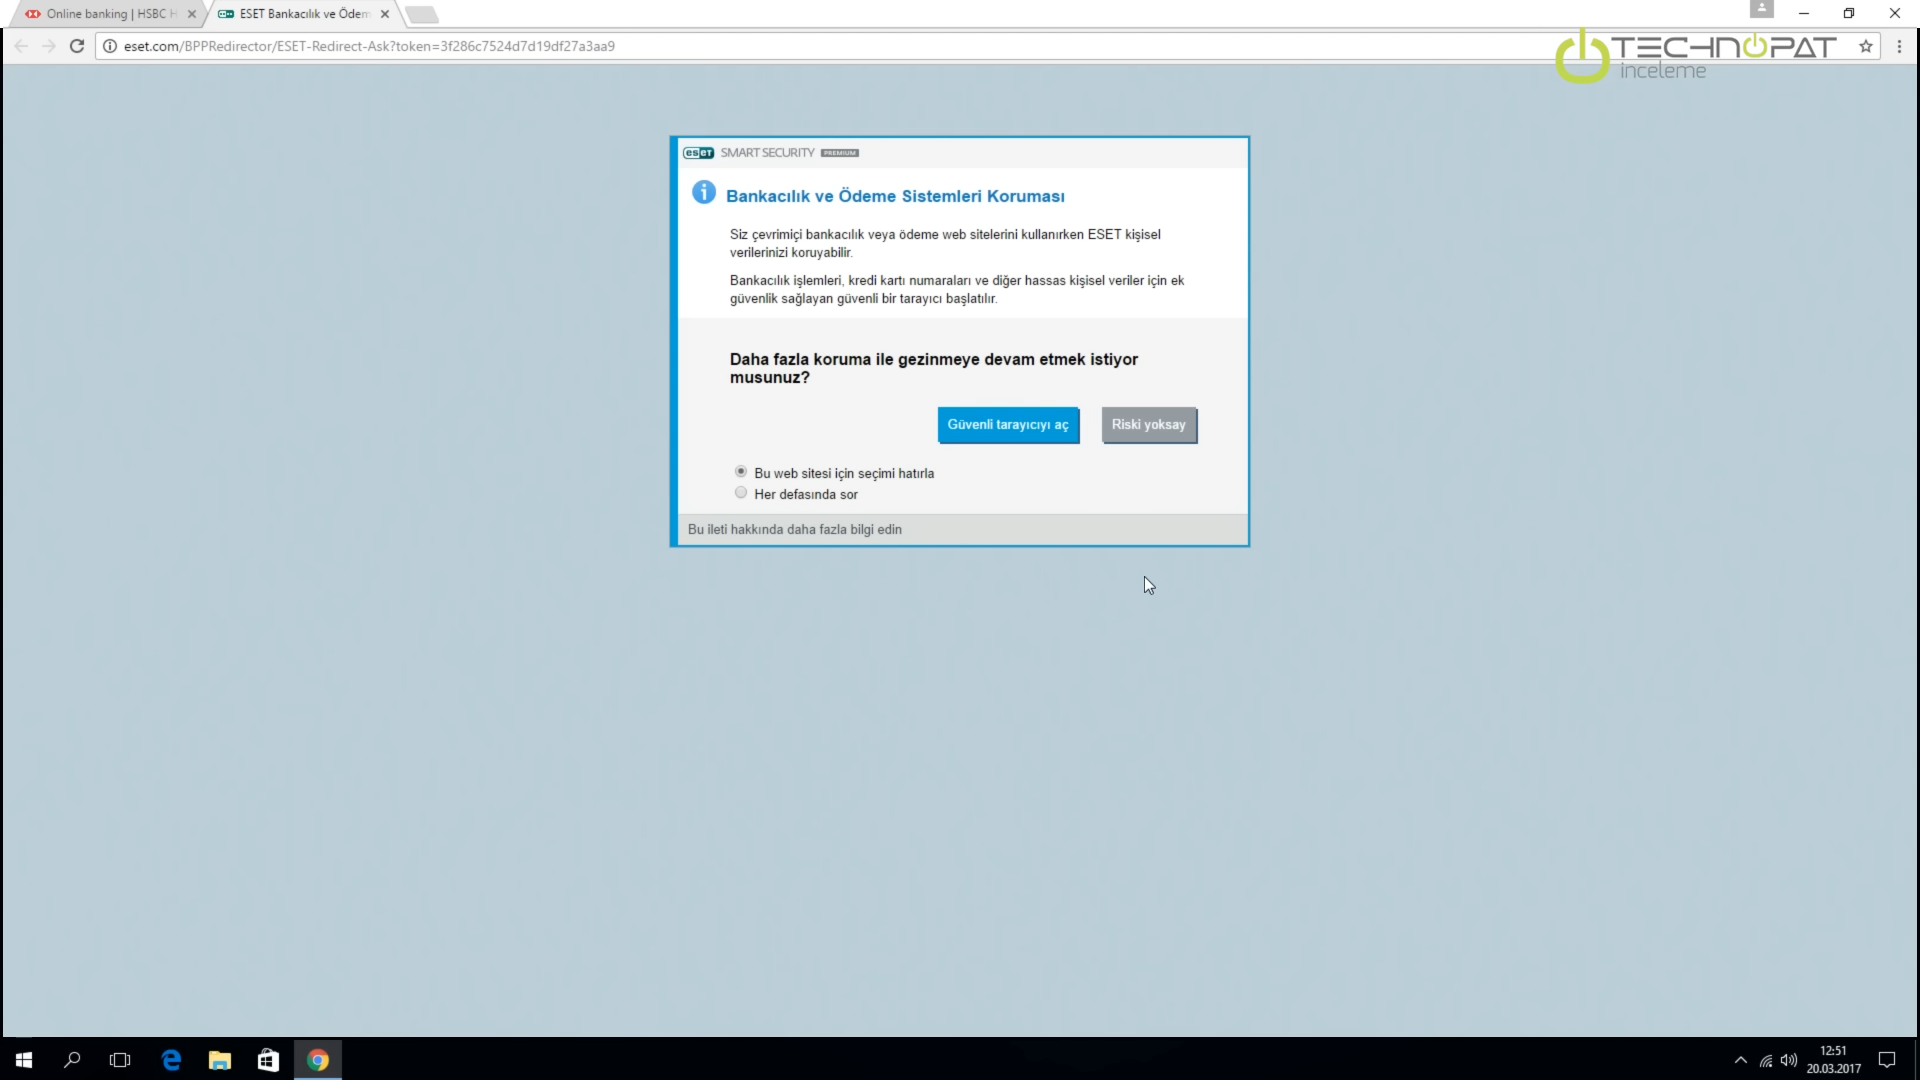 Online banking | HSBC H
ESET Bankacılık ve Ödem
eset.com/BPPRedirector/ESET-Redirect-Ask?token=3f286c7524d7d19df27a3aa9
TECHNOPAT
inceleme
eset SMART SECURITY PREMIUM
Bankacılık ve Ödeme Sistemleri Koruması
Siz çevrimiçi bankacılık veya ödeme web sitelerini kullanırken ESET kişisel
verilerinizi koruyabilir.
Bankacılık işlemleri, kredi kartı numaraları ve diğer hassas kişisel veriler için ek
güvenlik sağlayan güvenli bir tarayıcı başlatılır.
Daha fazla koruma ile gezinmeye devam etmek istiyor
musunuz?
Güvenli tarayıcıyı aç
Riski yoksay
Bu web sitesi için seçimi hatırla
Her defasında sor
Bu ileti hakkında daha fazla bilgi edin
12:51
20.03.2017